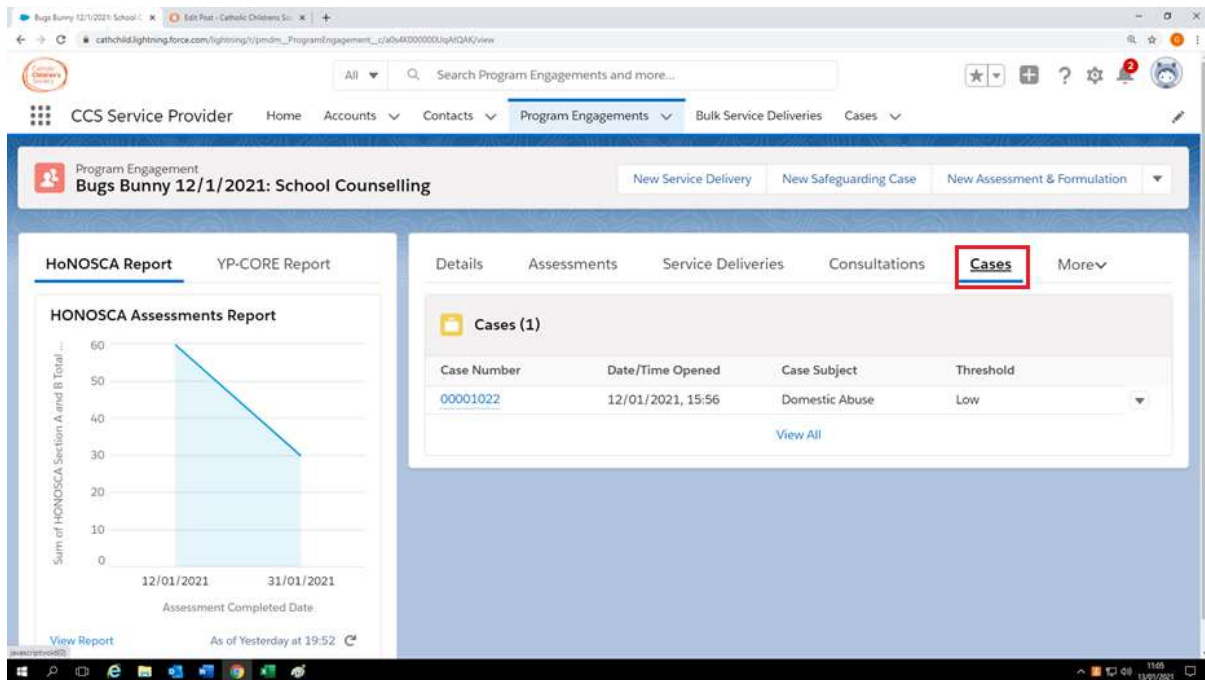 Bugs Bunny 12/1/2021: School C
Edit Post - Catholic Childrens So
cathchild.lightning.force.com/lightning/r/pmdm__ProgramEngagement__c/a0s4K000000UqAtQAK/view
Catholic Children's Society
All
Search Program Engagements and more...
2
CCS Service Provider
Home
Accounts
Contacts
Program Engagements
Bulk Service Deliveries
Cases
Program Engagement
Bugs Bunny 12/1/2021: School Counselling
New Service Delivery
New Safeguarding Case
New Assessment & Formulation
HoNOSCA Report
YP-CORE Report
HONOSCA Assessments Report
Sum of HONOSCA Section A and B Total ...
60
50
40
30
20
10
0
12/01/2021
31/01/2021
Assessment Completed Date
View Report
As of Yesterday at 19:52
Details
Assessments
Service Deliveries
Consultations
Cases
More
Cases (1)
Case Number
Date/Time Opened
Case Subject
Threshold
00001022
12/01/2021, 15:56
Domestic Abuse
Low
View All
javascript:void(0)
11:05
13/01/2021